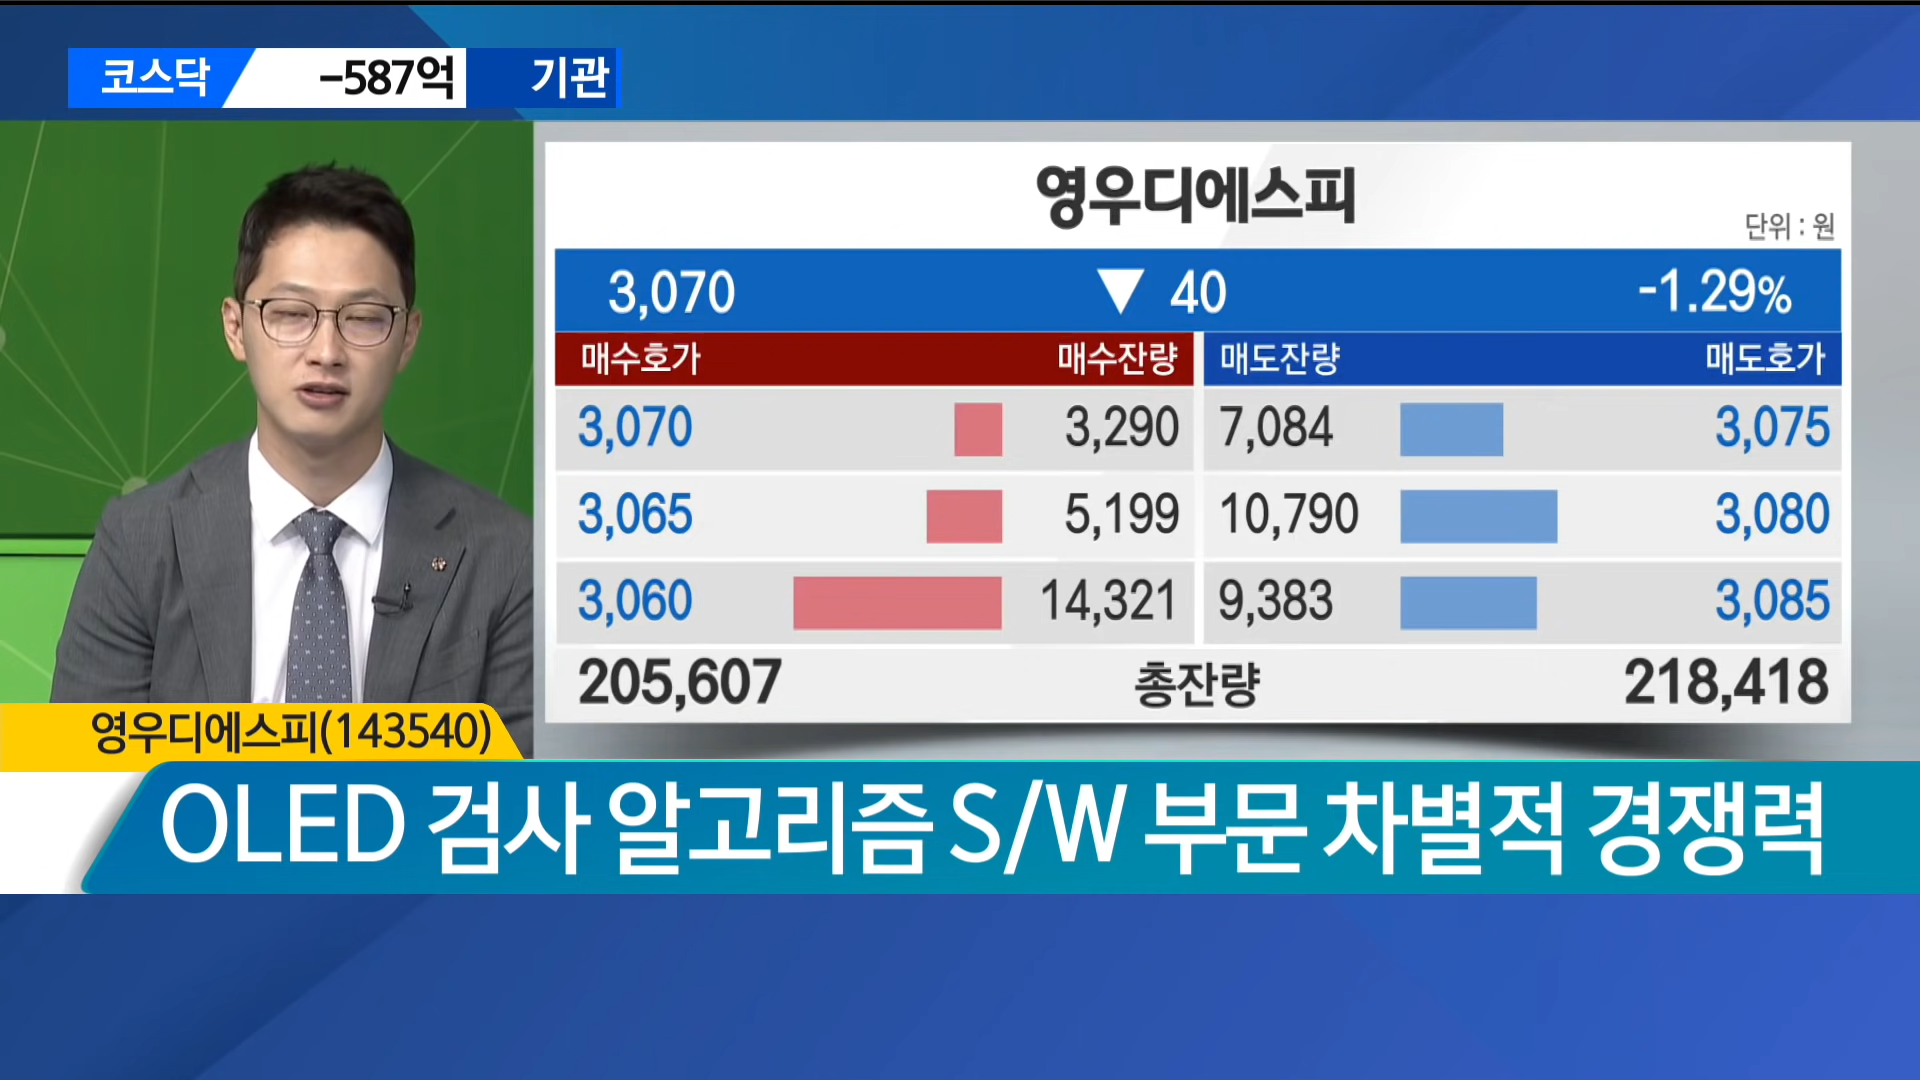 코스닥 -587억 기관
영우디에스피
단위 : 원
3,070 ▼ 40 -1.29%
매수호가 매수잔량 매도잔량 매도호가
3,070 3,290 7,084 3,075
3,065 5,199 10,790 3,080
3,060 14,321 9,383 3,085
205,607 총잔량 218,418
영우디에스피(143540)
OLED 검사 알고리즘 S/W 부문 차별적 경쟁력